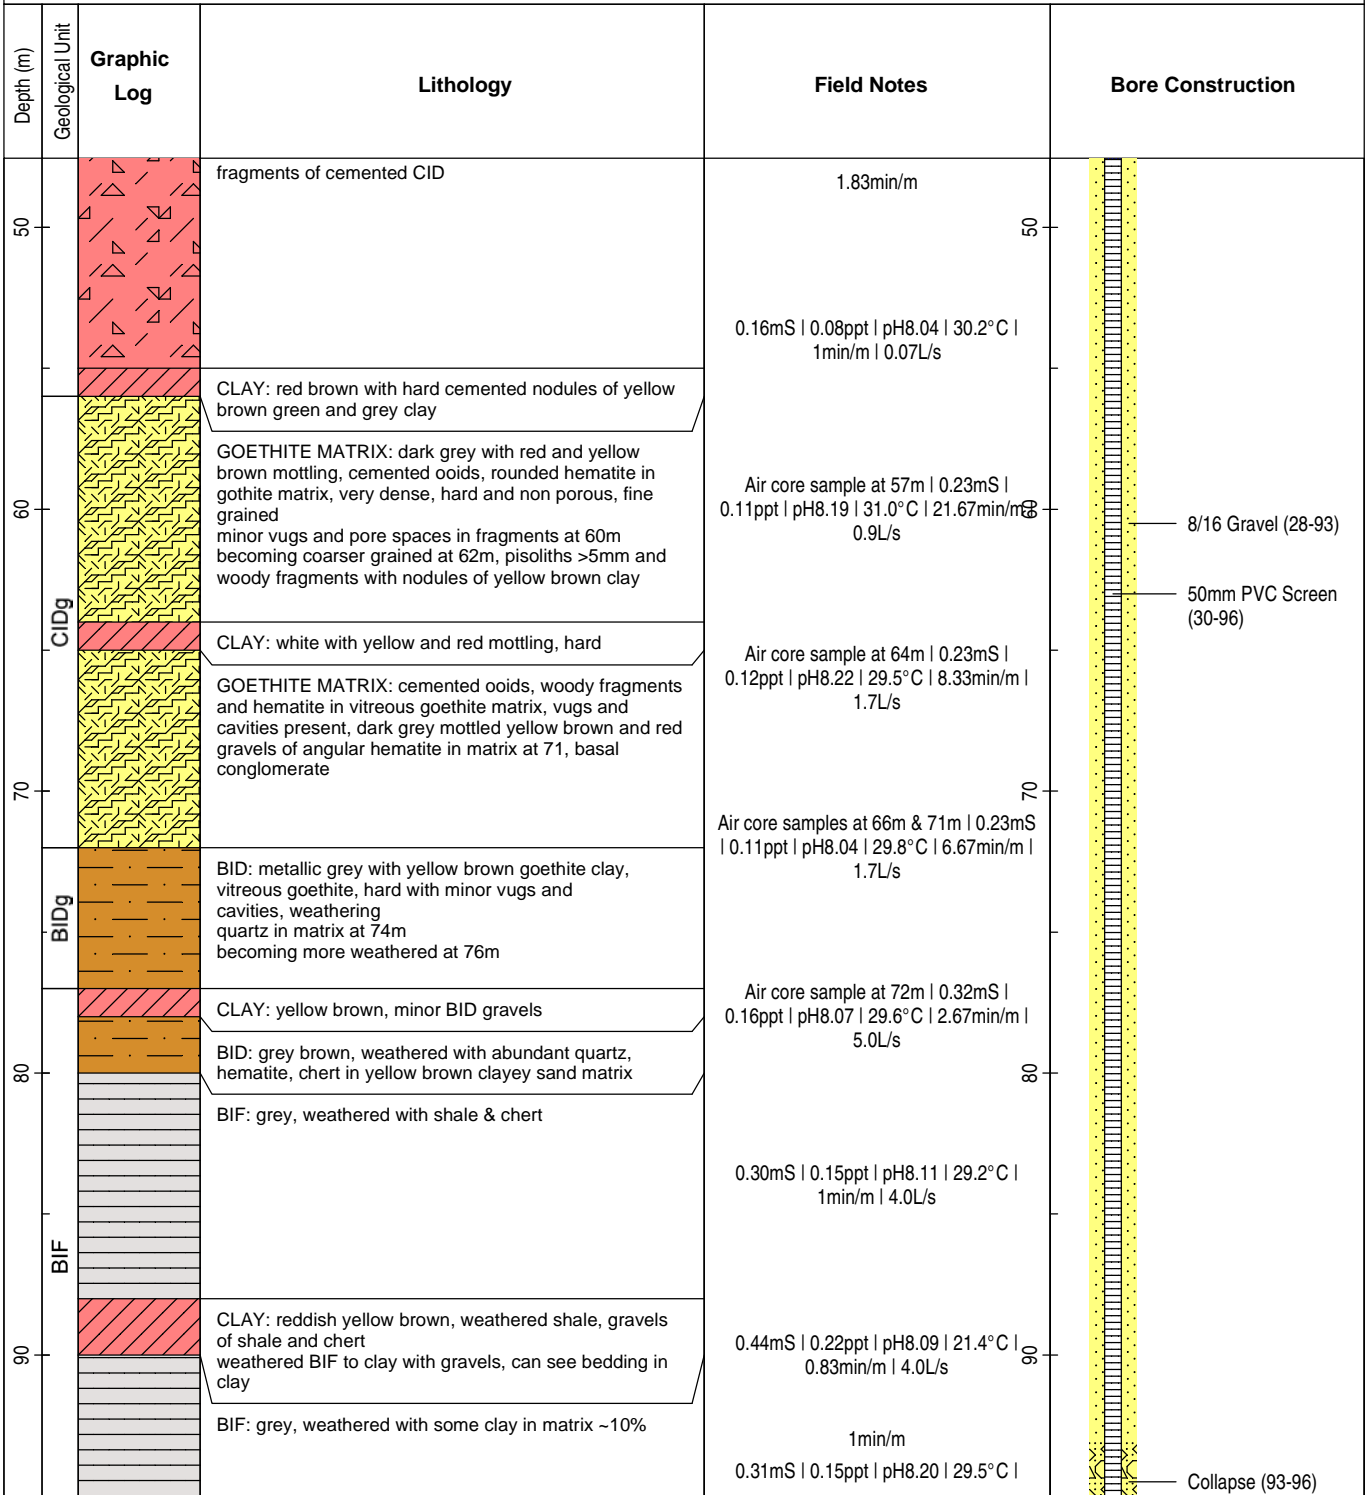 Depth (m)
Geological Unit
Graphic
Log
Lithology
Field Notes
Bore Construction
fragments of cemented CID
1.83min/m
50
50
0.16mS | 0.08ppt | pH8.04 | 30.2°C |
1min/m | 0.07L/s
CLAY: red brown with hard cemented nodules of yellow
brown green and grey clay
GOETHITE MATRIX: dark grey with red and yellow
brown mottling, cemented ooids, rounded hematite in
gothite matrix, very dense, hard and non porous, fine
grained
minor vugs and pore spaces in fragments at 60m
becoming coarser grained at 62m, pisoliths >5mm and
woody fragments with nodules of yellow brown clay
Air core sample at 57m | 0.23mS |
0.11ppt | pH8.19 | 31.0°C | 21.67min/m |
0.9L/s
60
60
8/16 Gravel (28-93)
50mm PVC Screen
(30-96)
CIDg
CLAY: white with yellow and red mottling, hard
Air core sample at 64m | 0.23mS |
0.12ppt | pH8.22 | 29.5°C | 8.33min/m |
1.7L/s
GOETHITE MATRIX: cemented ooids, woody fragments
and hematite in vitreous goethite matrix, vugs and
cavities present, dark grey mottled yellow brown and red
gravels of angular hematite in matrix at 71, basal
conglomerate
70
70
Air core samples at 66m & 71m | 0.23mS
| 0.11ppt | pH8.04 | 29.8°C | 6.67min/m |
1.7L/s
BIDg
BID: metallic grey with yellow brown goethite clay,
vitreous goethite, hard with minor vugs and
cavities, weathering
quartz in matrix at 74m
becoming more weathered at 76m
CLAY: yellow brown, minor BID gravels
Air core sample at 72m | 0.32mS |
0.16ppt | pH8.07 | 29.6°C | 2.67min/m |
5.0L/s
BID: grey brown, weathered with abundant quartz,
hematite, chert in yellow brown clayey sand matrix
80
80
BIF: grey, weathered with shale & chert
0.30mS | 0.15ppt | pH8.11 | 29.2°C |
1min/m | 4.0L/s
BIF
CLAY: reddish yellow brown, weathered shale, gravels
of shale and chert
weathered BIF to clay with gravels, can see bedding in
clay
0.44mS | 0.22ppt | pH8.09 | 21.4°C |
0.83min/m | 4.0L/s
90
90
BIF: grey, weathered with some clay in matrix ~10%
1min/m
0.31mS | 0.15ppt | pH8.20 | 29.5°C |
Collapse (93-96)